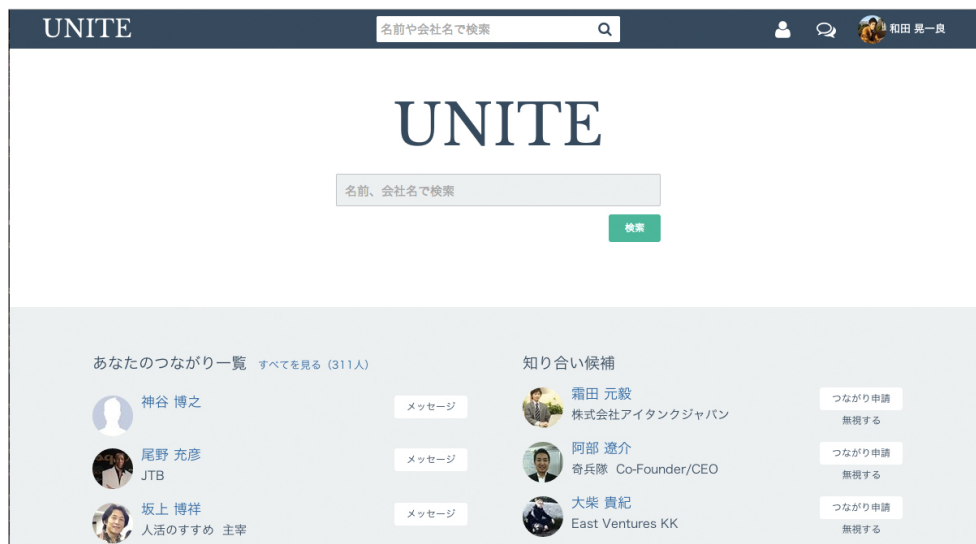 UNITE
名前や会社名で検索
和田 晃一良
UNITE
名前、会社名で検索
検索
あなたのつながり一覧 すべてを見る（311人）
神谷 博之
メッセージ
尾野 充彦
JTB
メッセージ
坂上 博祥
人活のすすめ 主宰
メッセージ
知り合い候補
霜田 元毅
株式会社アイタンクジャパン
つながり申請
無視する
阿部 遼介
奇兵隊 Co-Founder/CEO
つながり申請
無視する
大柴 貴紀
East Ventures KK
つながり申請
無視する